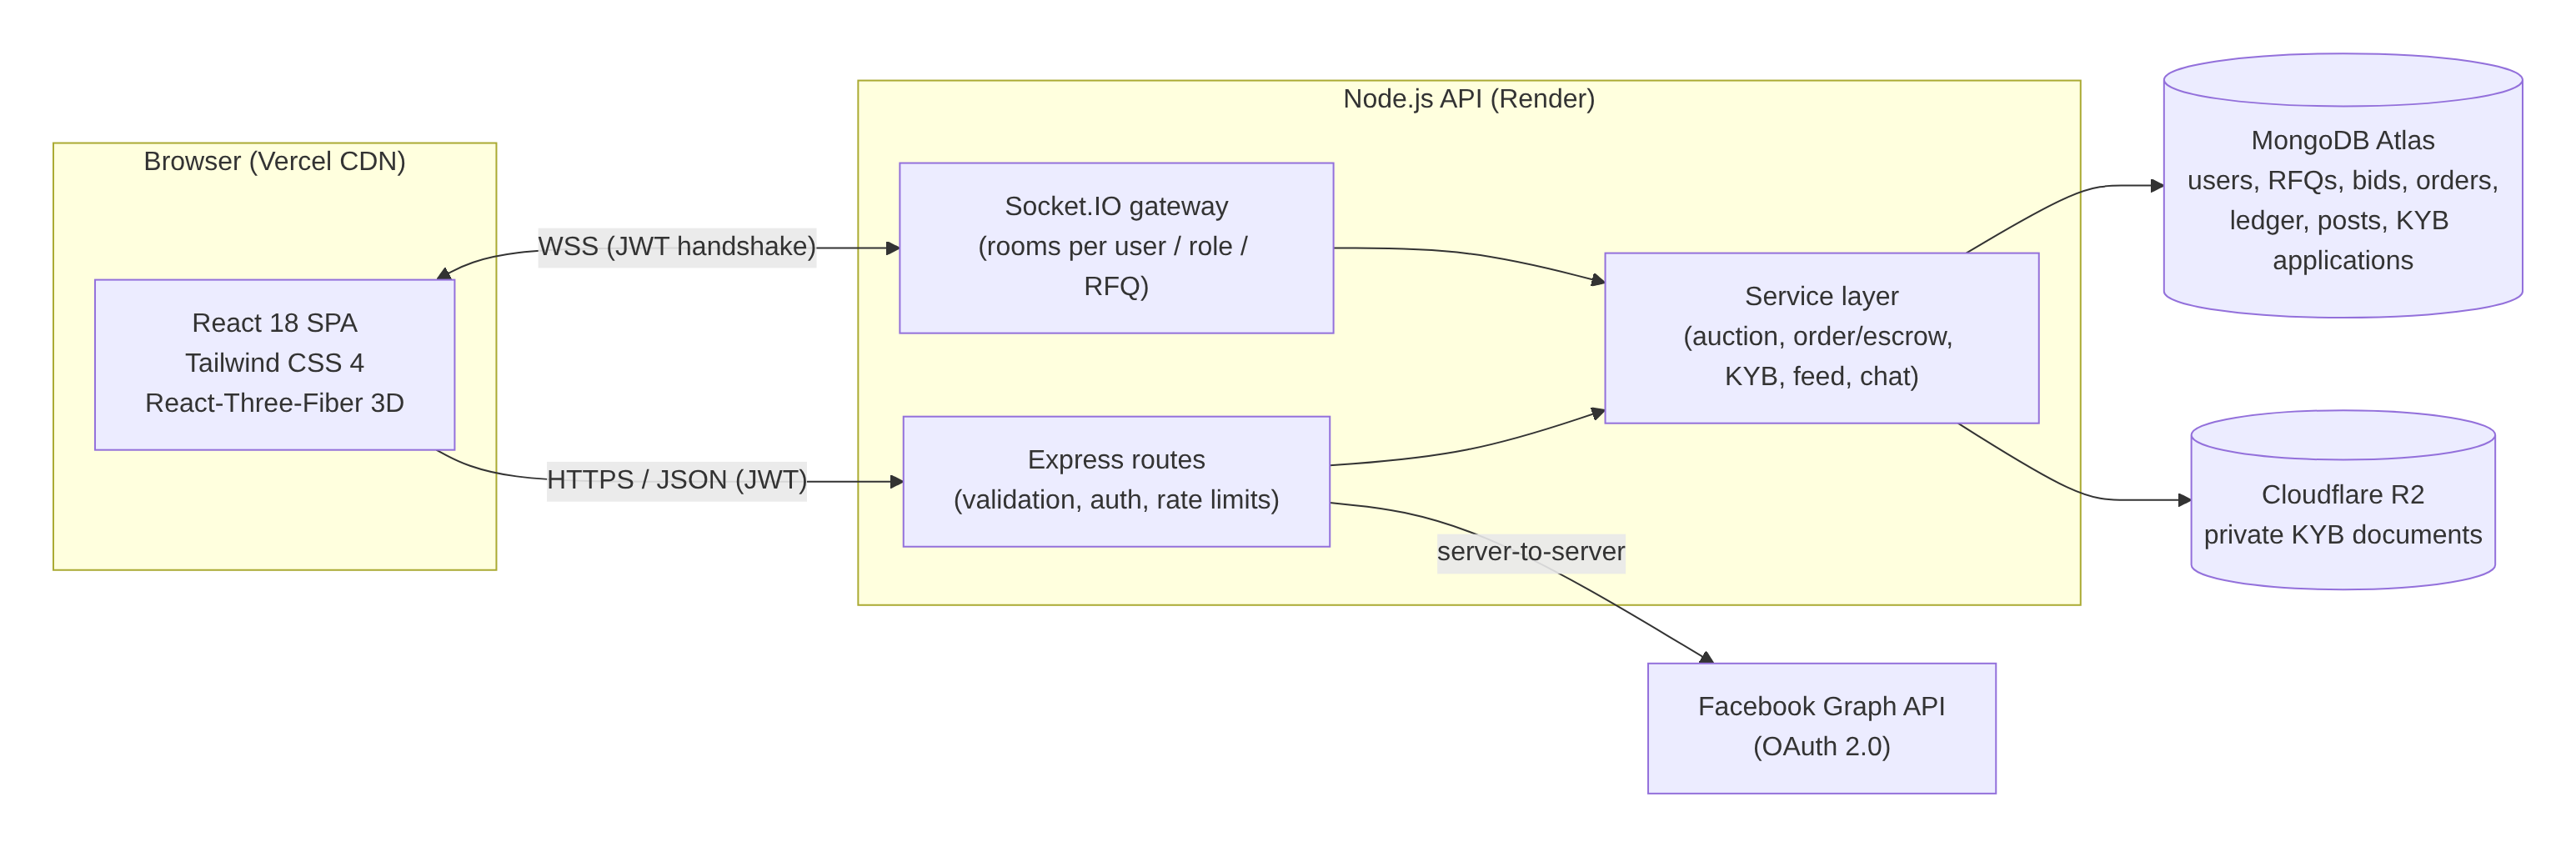 Browser (Vercel CDN)
React 18 SPA
Tailwind CSS 4
React-Three-Fiber 3D
WSS (JWT handshake)
HTTPS / JSON (JWT)
Node.js API (Render)
Socket.IO gateway
(rooms per user / role /
RFQ)
Express routes
(validation, auth, rate limits)
Service layer
(auction, order/escrow,
KYB, feed, chat)
server-to-server
MongoDB Atlas
users, RFQs, bids, orders,
ledger, posts, KYB
applications
Cloudflare R2
private KYB documents
Facebook Graph API
(OAuth 2.0)